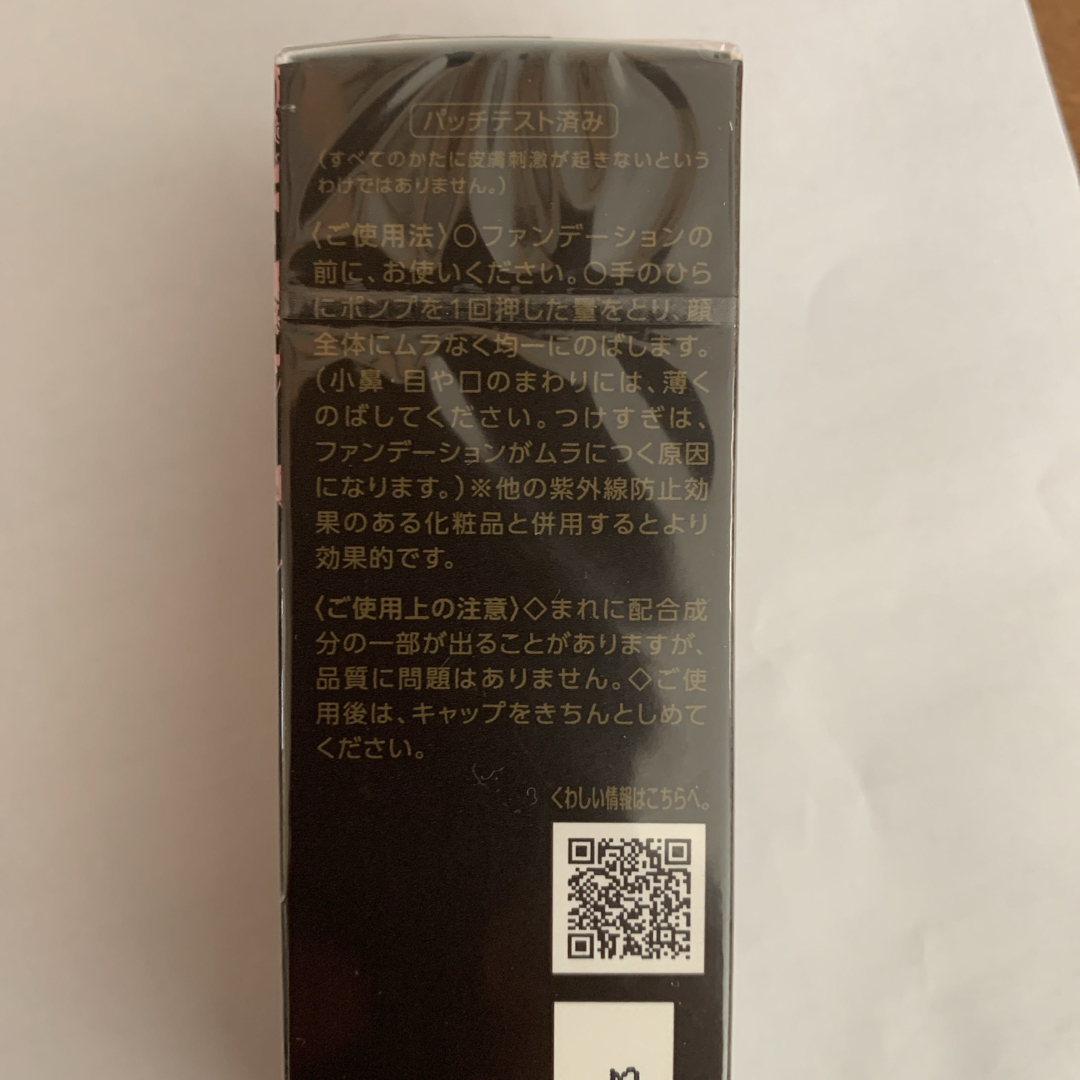 パッチテスト済み
(すべてのかたに皮膚刺激が起きないという
わけではありません。)
〈ご使用法〉○ファンデーションの
前に、お使いください。○手のひら
にポンプを1回押した量をとり、顔
全体にムラなく均一にのばします。
(小鼻・目や口のまわりには、薄く
のばしてください。つけすぎは、
ファンデーションがムラにつく原因
になります。)※他の紫外線防止効
果のある化粧品と併用するとより
効果的です。
〈ご使用上の注意〉◇まれに配合成
分の一部が出ることがありますが、
品質に問題はありません。◇ご使
用後は、キャップをきちんとしめて
ください。
くわしい情報はこちらへ。